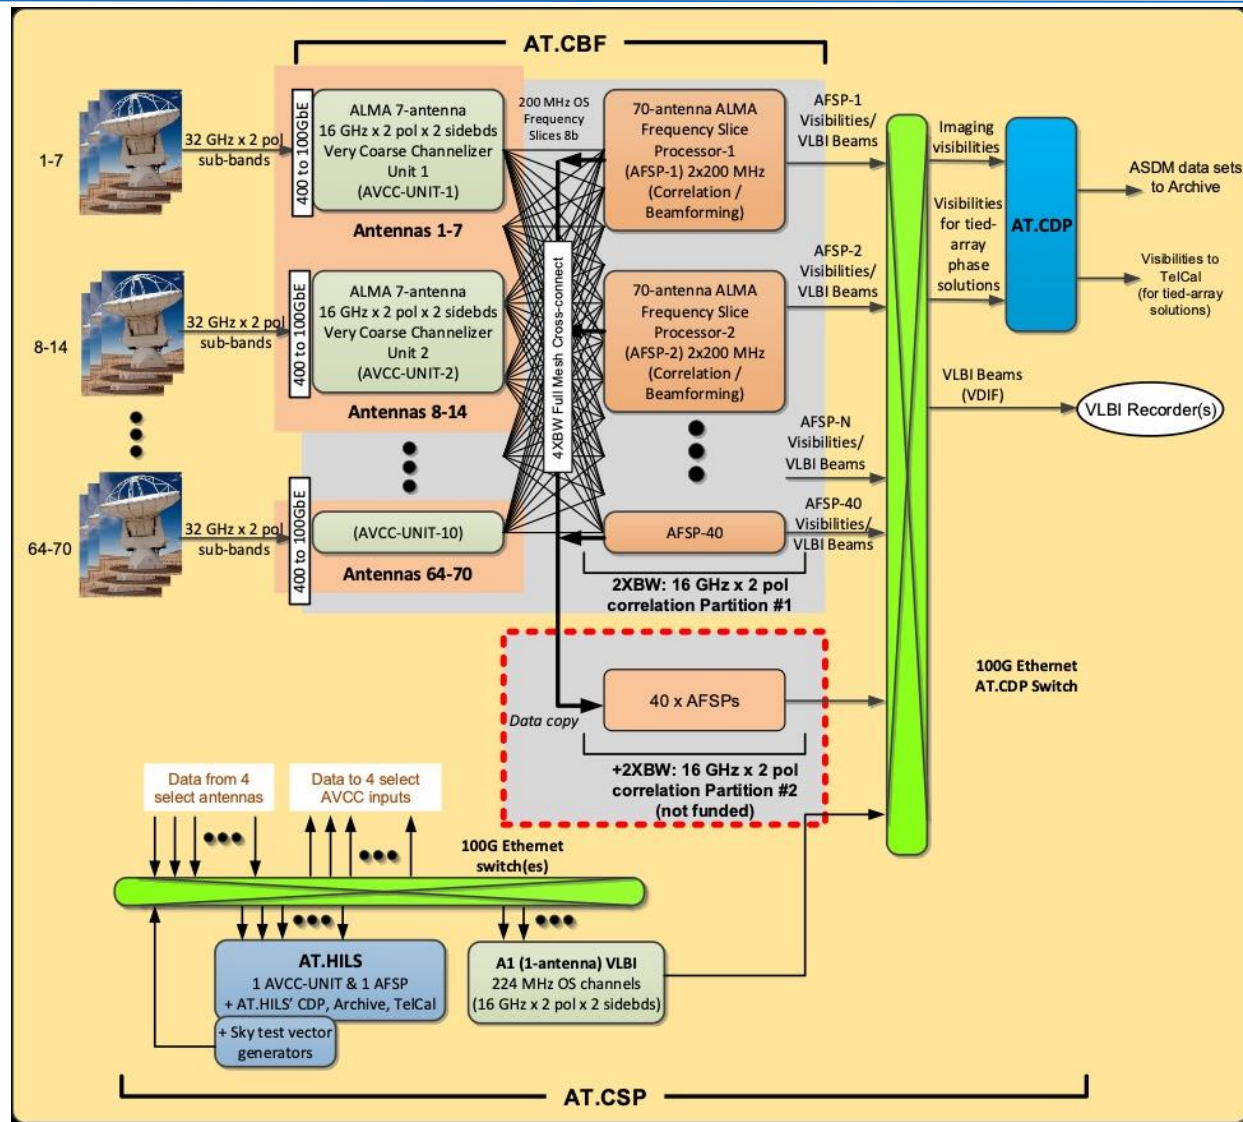 AT.CBF
1-7
32 GHz x 2 pol
sub-bands
400 to 100GbE
ALMA 7-antenna
16 GHz x 2 pol x 2 sidebds
Very Coarse Channelizer
Unit 1
(AVCC-UNIT-1)
Antennas 1-7
200 MHz OS
Frequency
Slices 8b
70-antenna ALMA
Frequency Slice
Processor-1
(AFSP-1) 2x200 MHz
(Correlation /
Beamforming)
AFSP-1
Visibilities/
VLBI Beams
Imaging
visibilities
Visibilities
for tied-
array
phase
solutions
AT.CDP
ASDM data sets
to Archive
Visibilities to
TelCal
(for tied-array
solutions)
8-14
32 GHz x 2 pol
sub-bands
400 to 100GbE
ALMA 7-antenna
16 GHz x 2 pol x 2 sidebds
Very Coarse Channelizer
Unit 2
(AVCC-UNIT-2)
Antennas 8-14
4XBW Full Mesh Cross-connect
70-antenna ALMA
Frequency Slice
Processor-2
(AFSP-2) 2x200 MHz
(Correlation /
Beamforming)
AFSP-2
Visibilities/
VLBI Beams
VLBI Beams
(VDIF)
VLBI Recorder(s)
AFSP-N
Visibilities/
VLBI Beams
64-70
32 GHz x 2 pol
sub-bands
400 to 100GbE
(AVCC-UNIT-10)
Antennas 64-70
AFSP-40
AFSP-40
Visibilities/
VLBI Beams
2XBW: 16 GHz x 2 pol
correlation Partition #1
40 x AFSPs
Data copy
+2XBW: 16 GHz x 2 pol
correlation Partition #2
(not funded)
100G Ethernet
AT.CDP Switch
Data from 4
select antennas
Data to 4 select
AVCC inputs
100G Ethernet
switch(es)
AT.HILS
1 AVCC-UNIT & 1 AFSP
+ AT.HILS' CDP, Archive, TelCal
+ Sky test vector
generators
A1 (1-antenna) VLBI
224 MHz OS channels
(16 GHz x 2 pol x 2 sidebds)
AT.CSP